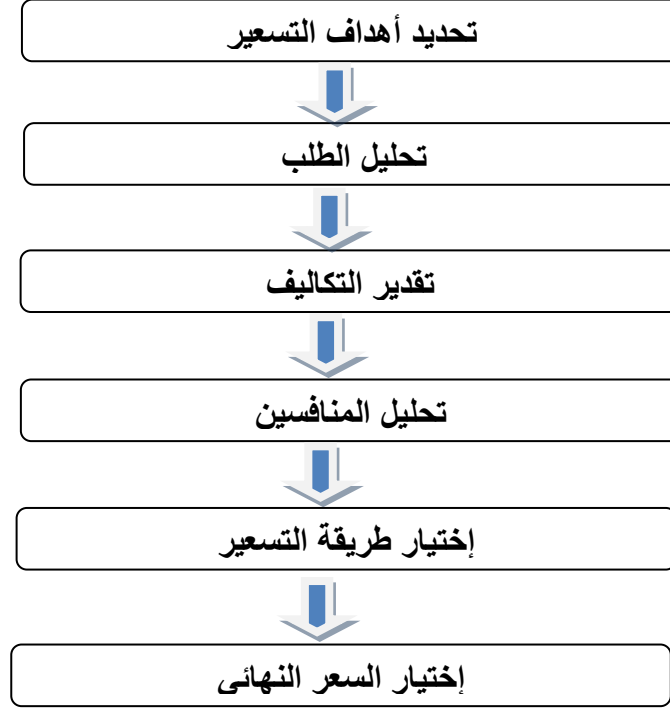 تحديد أهداف التسعير
تحليل الطلب
تقدير التكاليف
تحليل المنافسين
إختيار طريقة التسعير
إختيار السعر النهائى